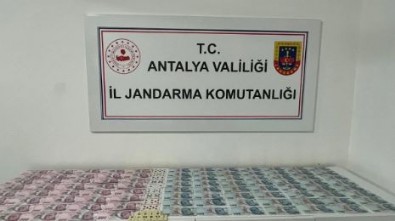 T.C.
ANTALYA VALİLİĞİ
İL JANDARMA KOMUTANLIĞI